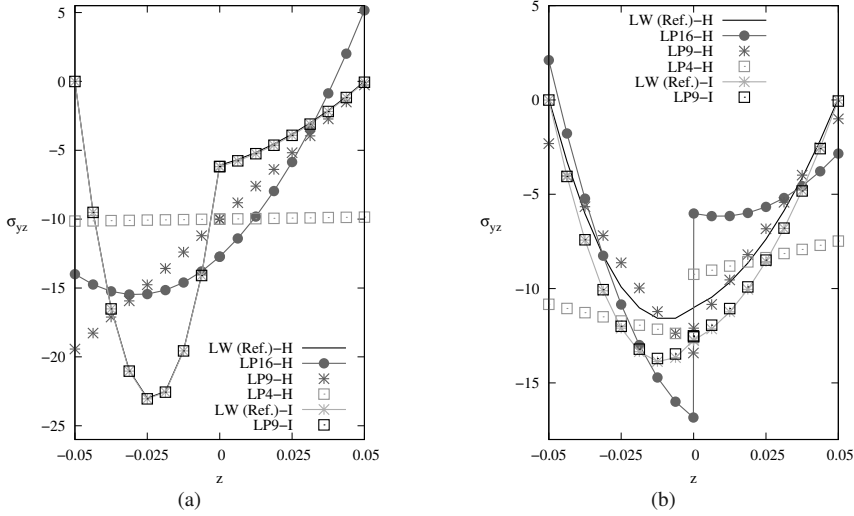 5
0
−5
−10
−15
−20
−25
σyz
−0.05
−0.025
0
0.025
0.05
z
LW (Ref.)−H
LP16−H
LP9−H
LP4−H
LW (Ref.)−I
LP9−I
(a)
5
0
−5
−10
−15
σyz
−0.05
−0.025
0
0.025
0.05
z
LW (Ref.)−H
LP16−H
LP9−H
LP4−H
LW (Ref.)−I
LP9−I
(b)